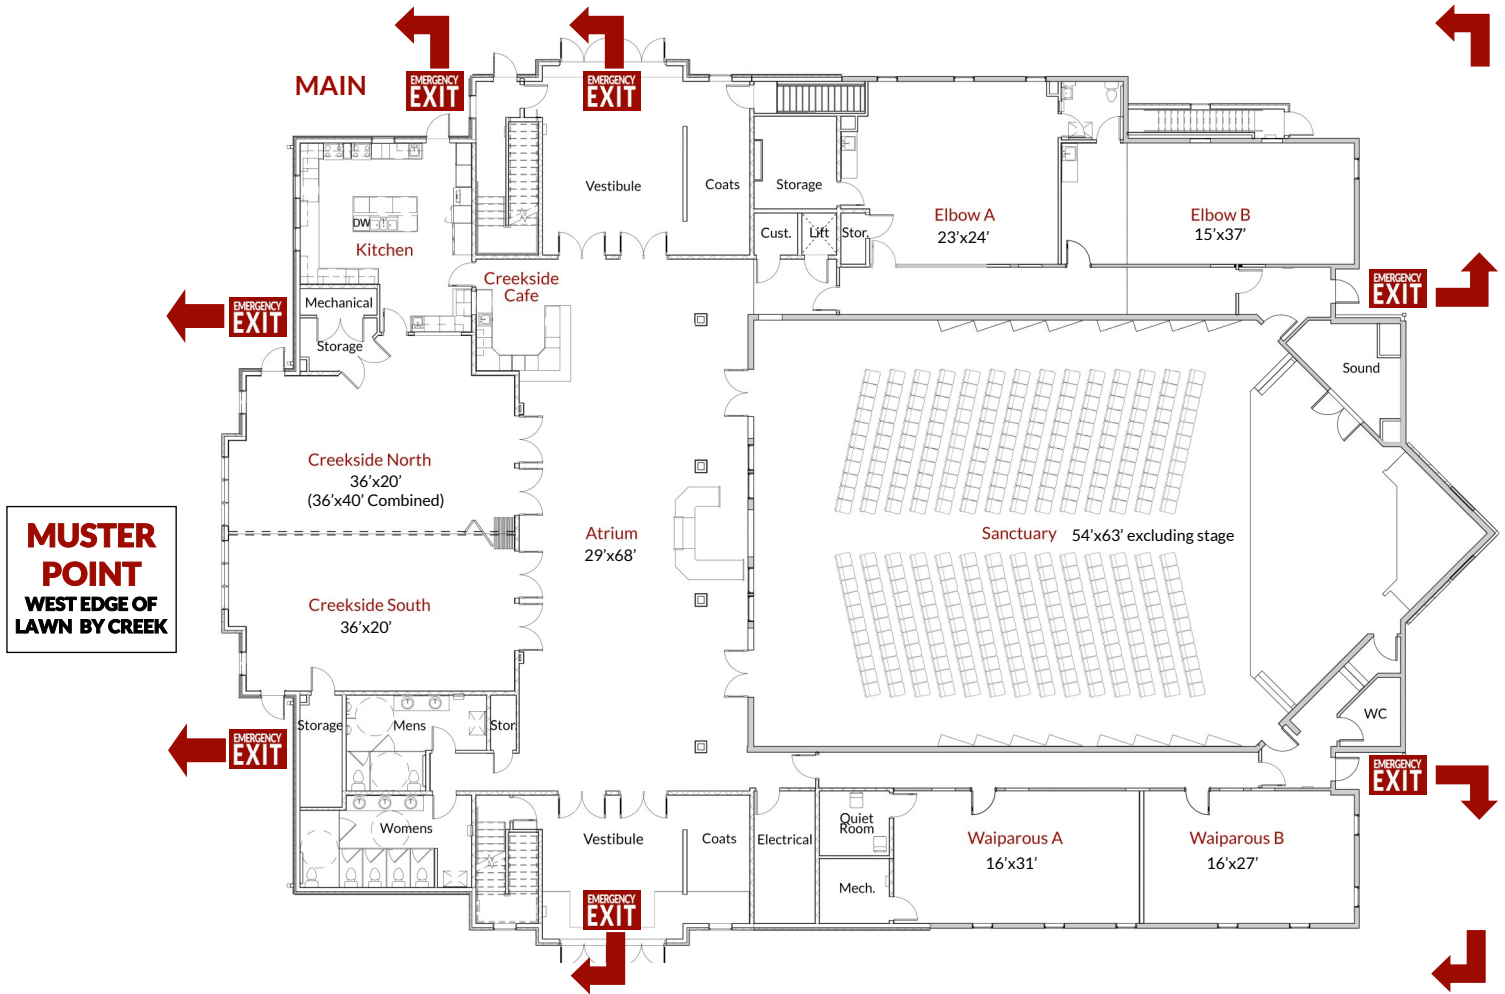 MAIN
EMERGENCY
EXIT
EMERGENCY
EXIT
Vestibule
Coats
Storage
Elbow A
23'x24'
Elbow B
15'x37'
DW
Kitchen
Cust.
Lift
Stor.
Creekside
Cafe
EMERGENCY
EXIT
Mechanical
EMERGENCY
EXIT
Storage
Sound
Creekside North
36'x20'
(36'x40' Combined)
MUSTER
POINT
WEST EDGE OF
LAWN BY CREEK
Atrium
29'x68'
Sanctuary 54'x63' excluding stage
Creekside South
36'x20'
Storage
Mens
Stor.
WC
EMERGENCY
EXIT
EMERGENCY
EXIT
Womens
Vestibule
Coats
Electrical
Quiet
Room
Waiparous A
16'x31'
Waiparous B
16'x27'
Mech.
EMERGENCY
EXIT